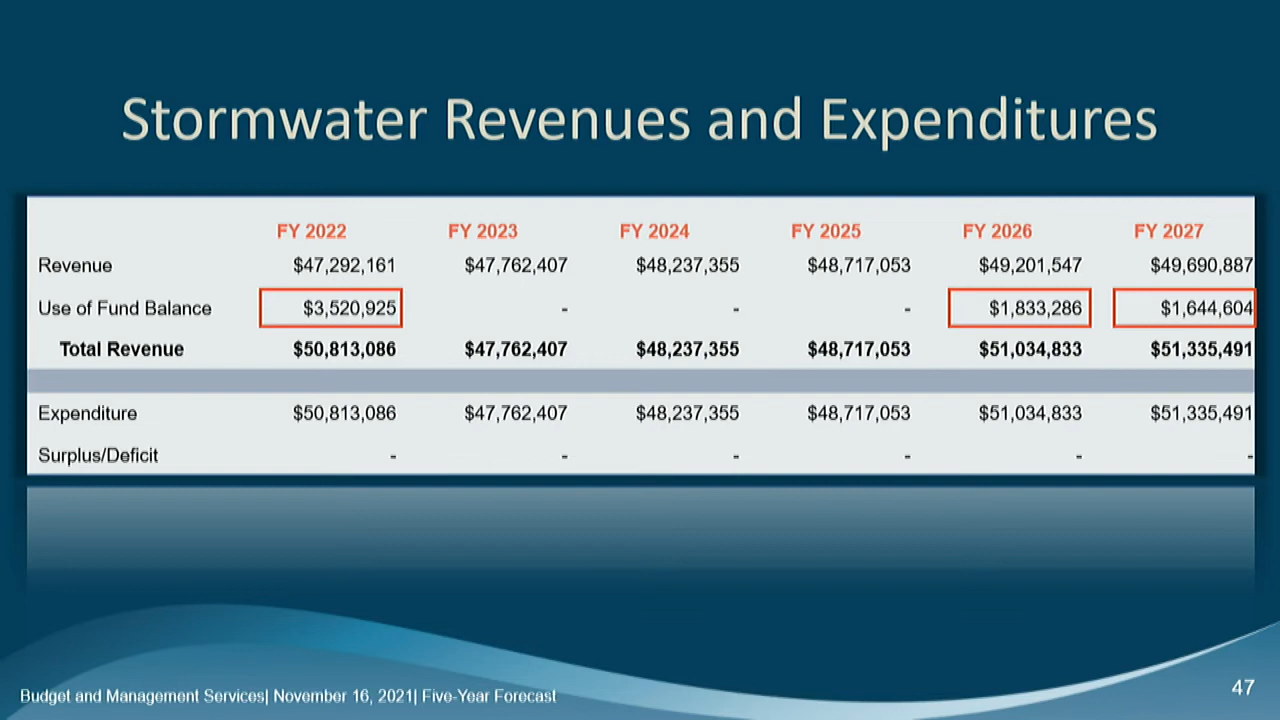 Stormwater Revenues and Expenditures
FY 2022 FY 2023 FY 2024 FY 2025 FY 2026 FY 2027
Revenue $47,292,161 $47,762,407 $48,237,355 $48,717,053 $49,201,547 $49,690,887
Use of Fund Balance $3,520,925 - - - $1,833,286 $1,644,604
Total Revenue $50,813,086 $47,762,407 $48,237,355 $48,717,053 $51,034,833 $51,335,491
Expenditure $50,813,086 $47,762,407 $48,237,355 $48,717,053 $51,034,833 $51,335,491
Surplus/Deficit - - - - - -
Budget and Management Services| November 16, 2021| Five-Year Forecast
47